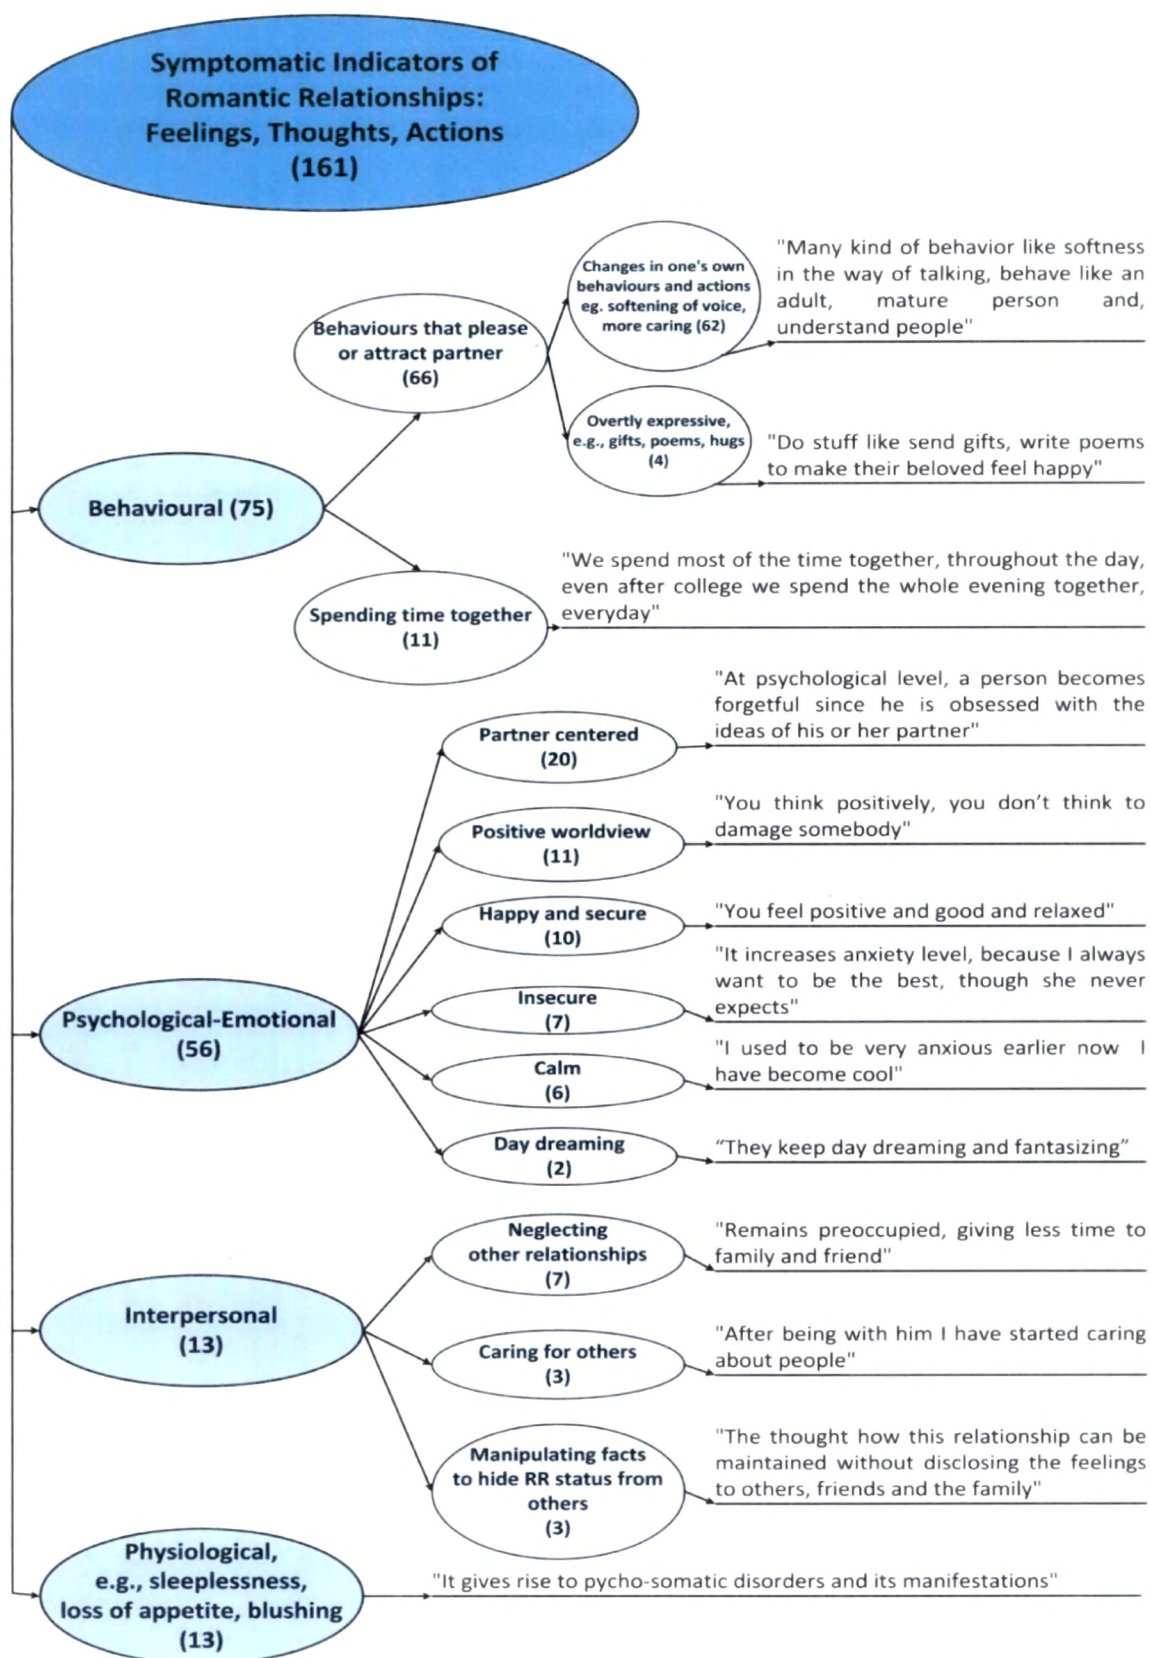 Symptomatic Indicators of
Romantic Relationships:
Feelings, Thoughts, Actions
(161)
Behavioural (75)
Behaviours that please
or attract partner
(66)
Changes in one's own
behaviours and actions
eg. softening of voice,
more caring (62)
"Many kind of behavior like softness
in the way of talking, behave like an
adult, mature person and,
understand people"
Overtly expressive,
e.g., gifts, poems, hugs
(4)
"Do stuff like send gifts, write poems
to make their beloved feel happy"
Spending time together
(11)
"We spend most of the time together, throughout the day,
even after college we spend the whole evening together,
everyday"
Psychological-Emotional
(56)
Partner centered
(20)
"At psychological level, a person becomes
forgetful since he is obsessed with the
ideas of his or her partner"
Positive worldview
(11)
"You think positively, you don't think to
damage somebody"
Happy and secure
(10)
"You feel positive and good and relaxed"
Insecure
(7)
"It increases anxiety level, because I always
want to be the best, though she never
expects"
Calm
(6)
"I used to be very anxious earlier now I
have become cool"
Day dreaming
(2)
“They keep day dreaming and fantasizing”
Interpersonal
(13)
Neglecting
other relationships
(7)
"Remains preoccupied, giving less time to
family and friend"
Caring for others
(3)
"After being with him I have started caring
about people"
Manipulating facts
to hide RR status from
others
(3)
"The thought how this relationship can be
maintained without disclosing the feelings
to others, friends and the family"
Physiological,
e.g., sleeplessness,
loss of appetite, blushing
(13)
"It gives rise to pycho-somatic disorders and its manifestations"